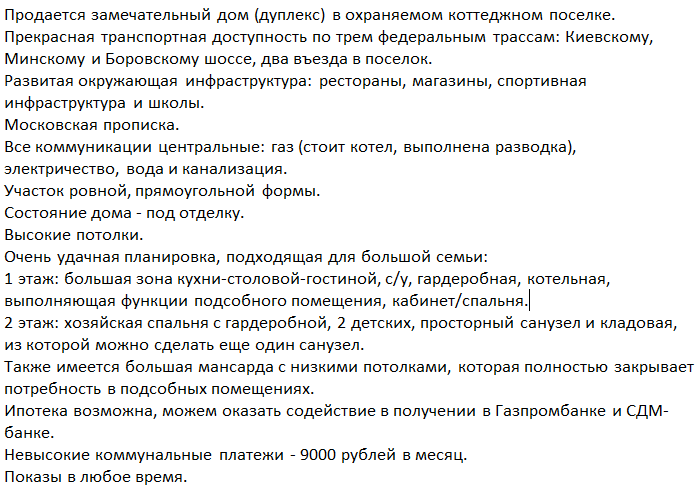 Продается замечательный дом (дуплекс) в охраняемом коттеджном поселке.
Прекрасная транспортная доступность по трем федеральным трассам: Киевскому,
Минскому и Боровскому шоссе, два въезда в поселок.
Развитая окружающая инфраструктура: рестораны, магазины, спортивная
инфраструктура и школы.
Московская прописка.
Все коммуникации центральные: газ (стоит котел, выполнена разводка),
электричество, вода и канализация.
Участок ровной, прямоугольной формы.
Состояние дома - под отделку.
Высокие потолки.
Очень удачная планировка, подходящая для большой семьи:
1 этаж: большая зона кухни-столовой-гостиной, с/у, гардеробная, котельная,
выполняющая функции подсобного помещения, кабинет/спальня.
2 этаж: хозяйская спальня с гардеробной, 2 детских, просторный санузел и кладовая,
из которой можно сделать еще один санузел.
Также имеется большая мансарда с низкими потолками, которая полностью закрывает
потребность в подсобных помещениях.
Ипотека возможна, можем оказать содействие в получении в Газпромбанке и СДМ-
банке.
Невысокие коммунальные платежи - 9000 рублей в месяц.
Показы в любое время.